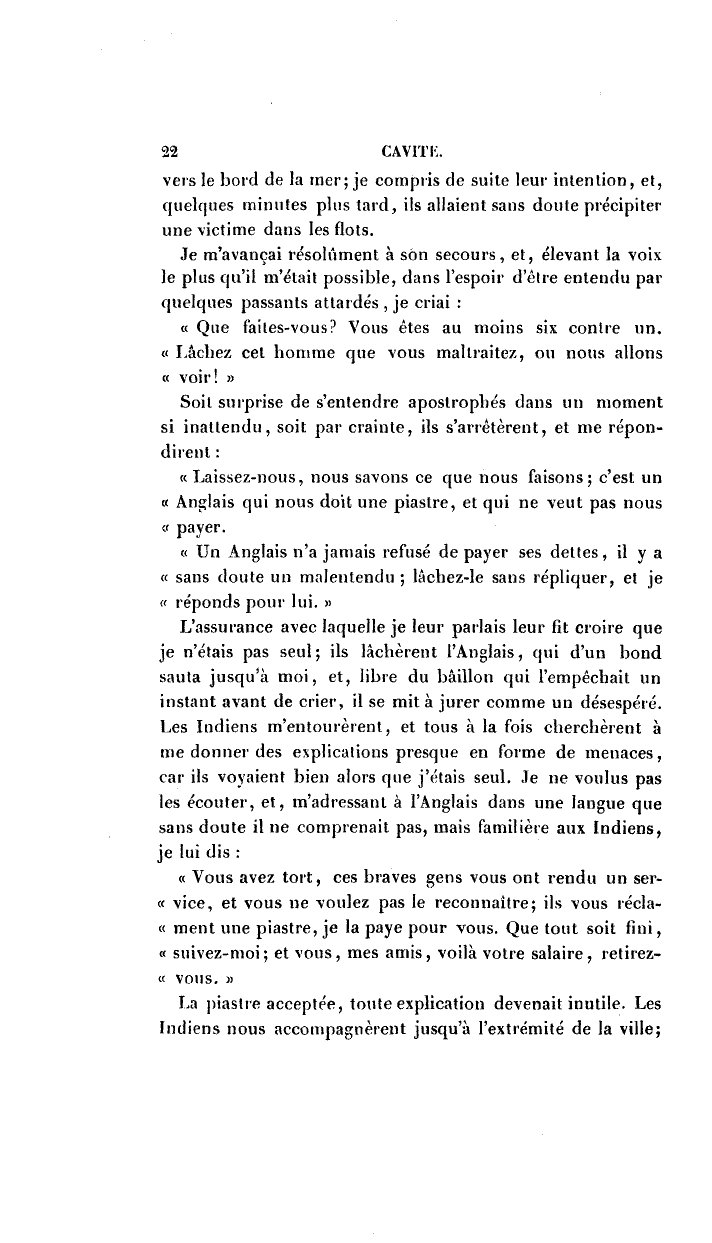 22 CAVITE.
vers le bord de la mer; je compris de suite leur intention, et,
quelques minutes plus tard, ils allaient sans doute précipiter
une victime dans les flots.
Je m'avançai résolûment à son secours, et, élevant la voix
le plus qu'il m'était possible, dans l'espoir d'être entendu par
quelques passants attardés, je criai :
« Que faites-vous? Vous êtes au moins six contre un.
« Lâchez cet homme que vous maltraitez, ou nous allons
« voir! »
Soit surprise de s'entendre apostrophés dans un moment
si inattendu, soit par crainte, ils s'arrêtèrent, et me répon-
dirent :
« Laissez-nous, nous savons ce que nous faisons; c'est un
« Anglais qui nous doit une piastre, et qui ne veut pas nous
« payer.
« Un Anglais n'a jamais refusé de payer ses dettes, il y a
« sans doute un malentendu; lâchez-le sans répliquer, et je
« réponds pour lui. »
L'assurance avec laquelle je leur parlais leur fit croire que
je n'étais pas seul; ils lâchèrent l'Anglais, qui d'un bond
sauta jusqu'à moi, et, libre du bâillon qui l'empêchait un
instant avant de crier, il se mit à jurer comme un désespéré.
Les Indiens m'entourèrent, et tous à la fois cherchèrent à
me donner des explications presque en forme de menaces,
car ils voyaient bien alors que j'étais seul. Je ne voulus pas
les écouter, et, m'adressant à l'Anglais dans une langue que
sans doute il ne comprenait pas, mais familière aux Indiens,
je lui dis :
« Vous avez tort, ces braves gens vous ont rendu un ser-
« vice, et vous ne voulez pas le reconnaître; ils vous récla-
« ment une piastre, je la paye pour vous. Que tout soit fini,
« suivez-moi; et vous, mes amis, voilà votre salaire, retirez-
« vous. »
La piastre acceptée, toute explication devenait inutile. Les
Indiens nous accompagnèrent jusqu'à l'extrémité de la ville;